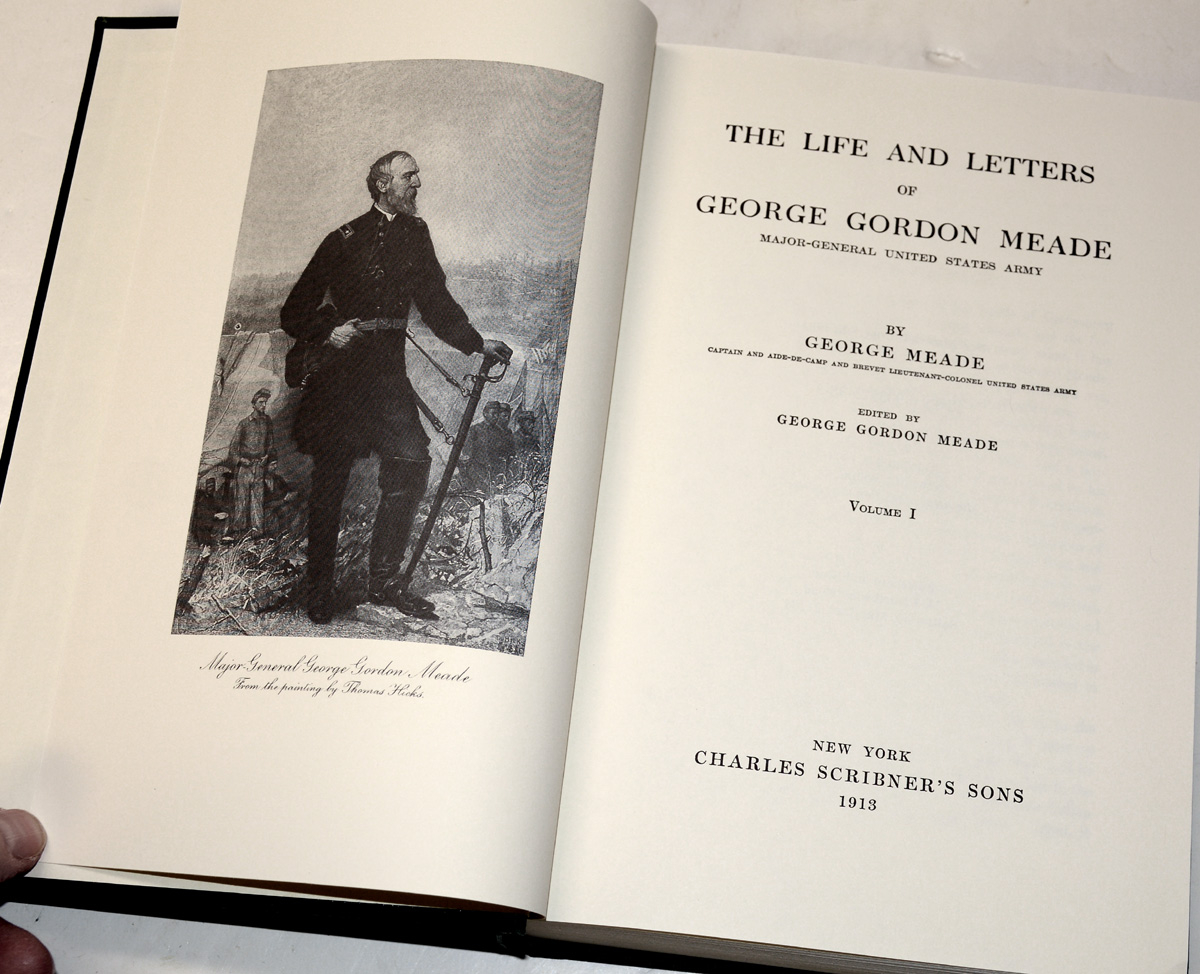 Major-General George Gordon Meade
From the painting by Thomas Hicks.
THE LIFE AND LETTERS
OF
GEORGE GORDON MEADE
MAJOR-GENERAL UNITED STATES ARMY
BY
GEORGE MEADE
CAPTAIN AND AIDE-DE-CAMP AND BREVET LIEUTENANT-COLONEL UNITED STATES ARMY
EDITED BY
GEORGE GORDON MEADE
VOLUME I
NEW YORK
CHARLES SCRIBNER'S SONS
1913